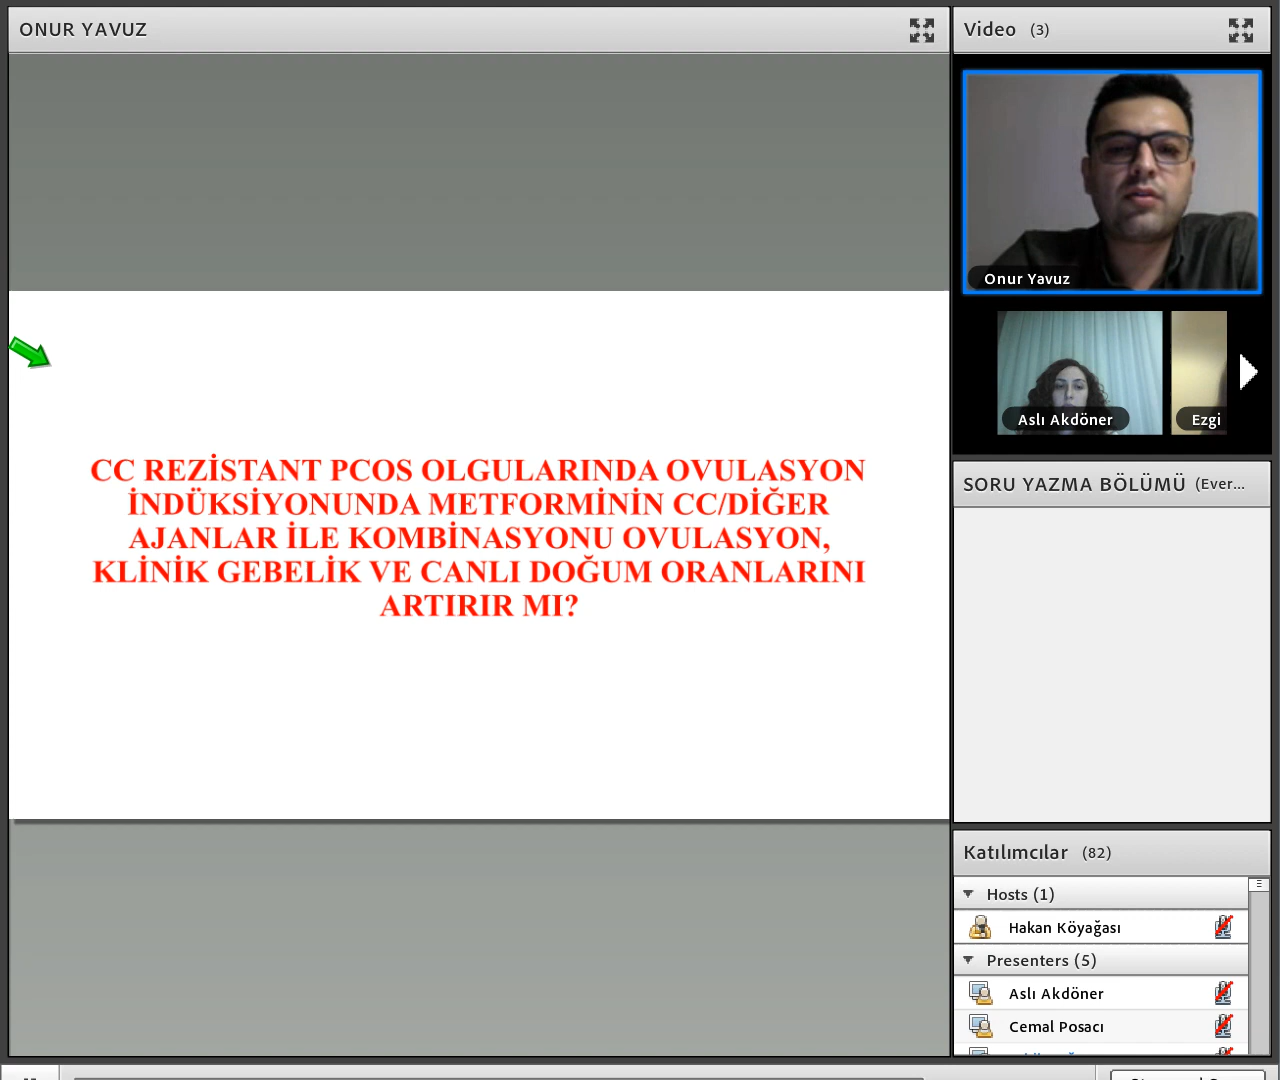 ONUR YAVUZ
CC REZİSTANT PCOS OLGULARINDA OVULASYON
İNDÜKSİYONUNDA METFORMİNİN CC/DİĞER
AJANLAR İLE KOMBİNASYONU OVULASYON,
KLİNİK GEBELİK VE CANLI DOĞUM ORANLARINI
ARTIRIR MI?
Video (3)
Onur Yavuz
Aslı Akdöner
Ezgi
SORU YAZMA BÖLÜMÜ (Ever...
Katılımcılar (82)
Hosts (1)
Hakan Köyağası
Presenters (5)
Aslı Akdöner
Cemal Posacı